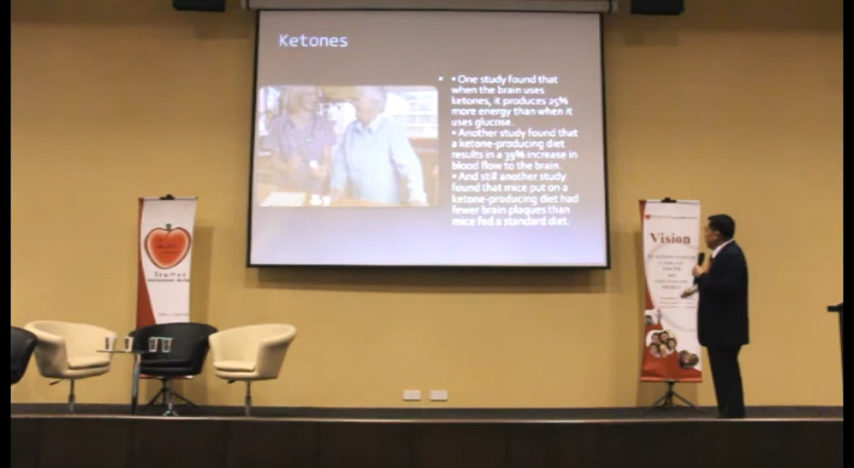 Ketones
• • One study found that
when the brain uses
ketones, it produces 25%
more energy than when it
uses glucose.
• Another study found that
a ketone-producing diet
results in a 39% increase in
blood flow to the brain.
• And still another study
found that mice put on a
ketone-producing diet had
fewer brain plaques than
mice fed a standard diet.
Vision